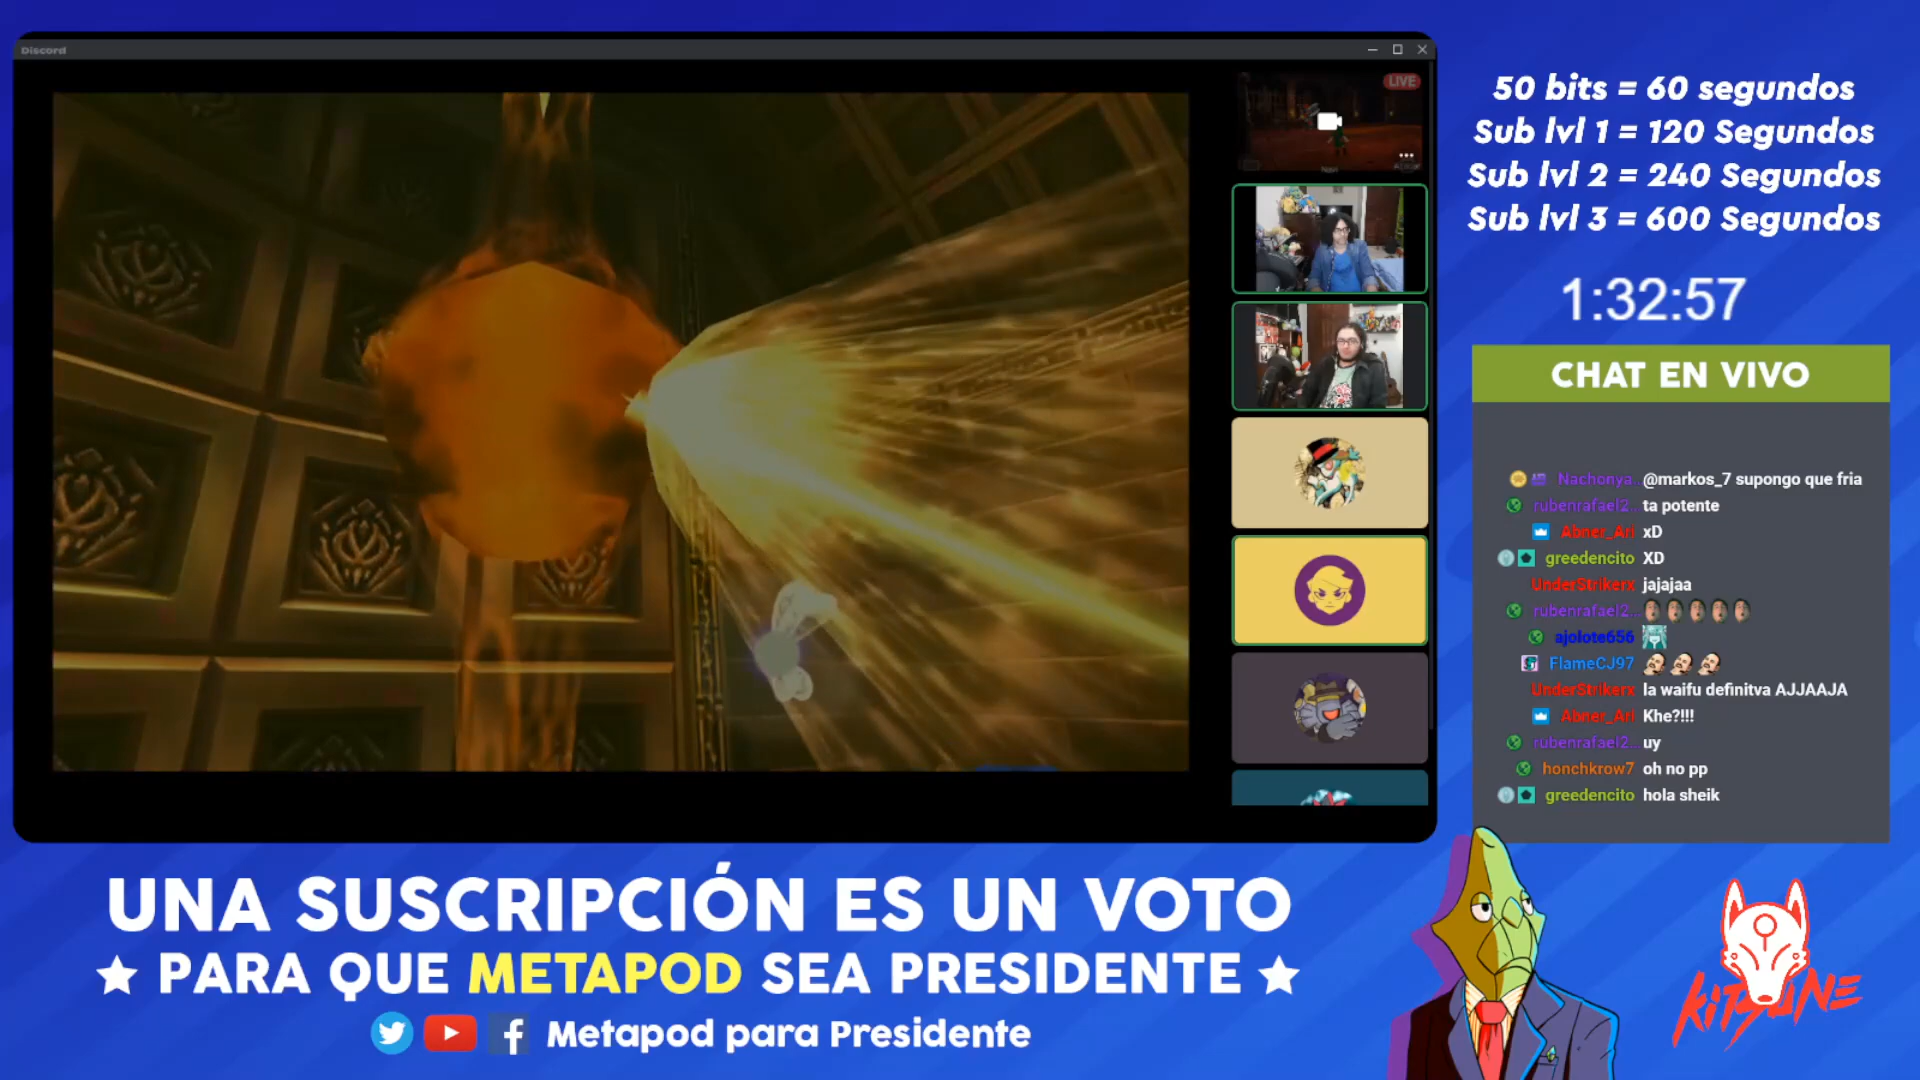 Discord
LIVE
Navi
50 bits = 60 segundos
Sub lvl 1 = 120 Segundos
Sub lvl 2 = 240 Segundos
Sub lvl 3 = 600 Segundos
1:32:57
CHAT EN VIVO
Nachonya.. @markos_7 supongo que fria
rubenrafael2.. ta potente
Abner_Ari xD
greedencito XD
UnderStrikerx jajajaa
rubenrafael2..
ajolote656
FlameCJ97
UnderStrikerx la waifu definitva AJJAAJA
Abner_Ari Khe?!!!
rubenrafael2.. uy
honchkrow7 oh no pp
greedencito hola sheik
UNA SUSCRIPCIÓN ES UN VOTO
★ PARA QUE METAPOD SEA PRESIDENTE ★
Metapod para Presidente
KITSUNE